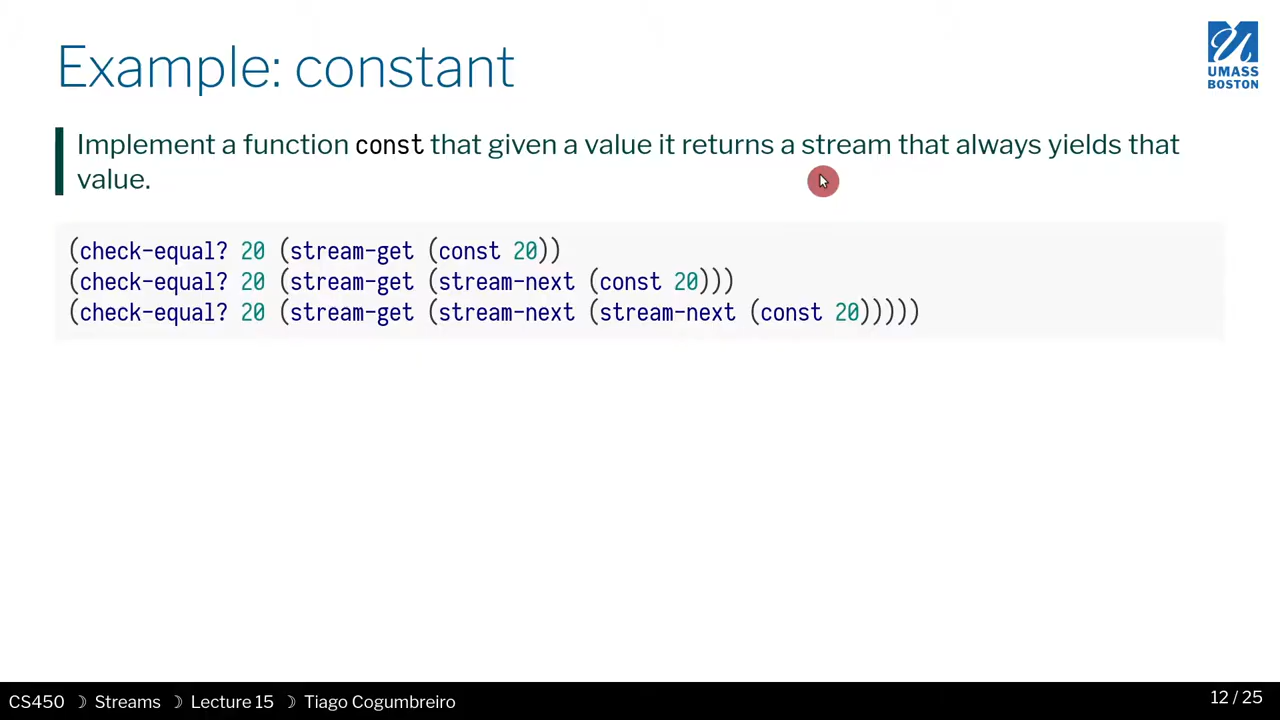 Example: constant
UMASS
BOSTON
Implement a function const that given a value it returns a stream that always yields that
value.
(check-equal? 20 (stream-get (const 20))
(check-equal? 20 (stream-get (stream-next (const 20)))
(check-equal? 20 (stream-get (stream-next (stream-next (const 20)))))
CS450 ☽ Streams ☽ Lecture 15 ☽ Tiago Cogumbreiro
12 / 25